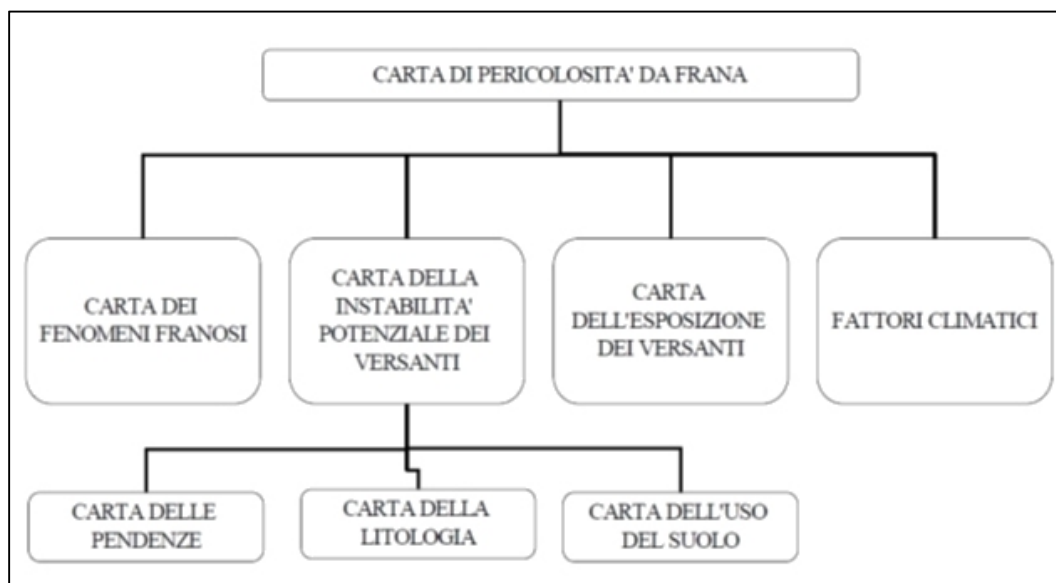 CARTA DI PERICOLOSITA' DA FRANA
CARTA DEI
FENOMENI FRANOSI
CARTA DELLA
INSTABILITA'
POTENZIALE DEI
VERSANTI
CARTA
DELL'ESPOSIZIONE
DEI VERSANTI
FATTORI CLIMATICI
CARTA DELLE
PENDENZE
CARTA DELLA
LITOLOGIA
CARTA DELL'USO
DEL SUOLO